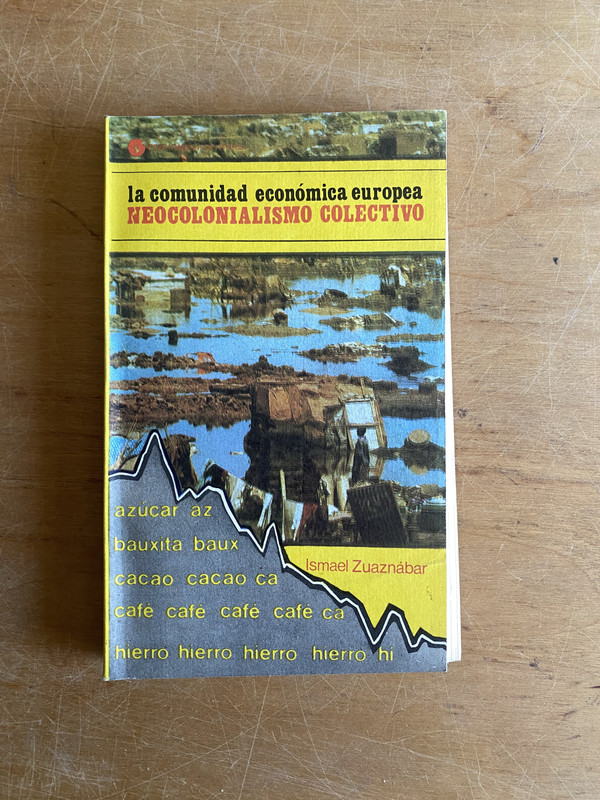 la comunidad económica europea
NEOCOLONIALISMO COLECTIVO
Ismael Zuaznábar
azúcar az
bauxita baux
cacao cacao ca
café café café café ca
hierro hierro hierro hierro hi